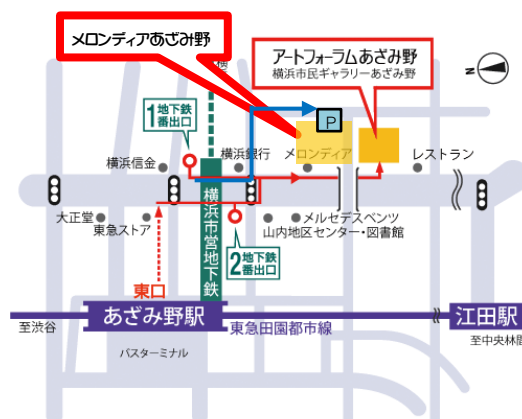 メロンディアあざみ野
横
アートフォーラムあざみ野
横浜市民ギャラリーあざみ野
N
1 地下鉄
番出口
P
横浜信金
横浜銀行
メロンディア
レストラン
大正堂
東急ストア
横浜市営地下鉄
メルセデスベンツ
山内地区センター・図書館
2 地下鉄
番出口
東口
至渋谷
あざみ野駅
東急田園都市線
江田駅
至中央林間
バスターミナル